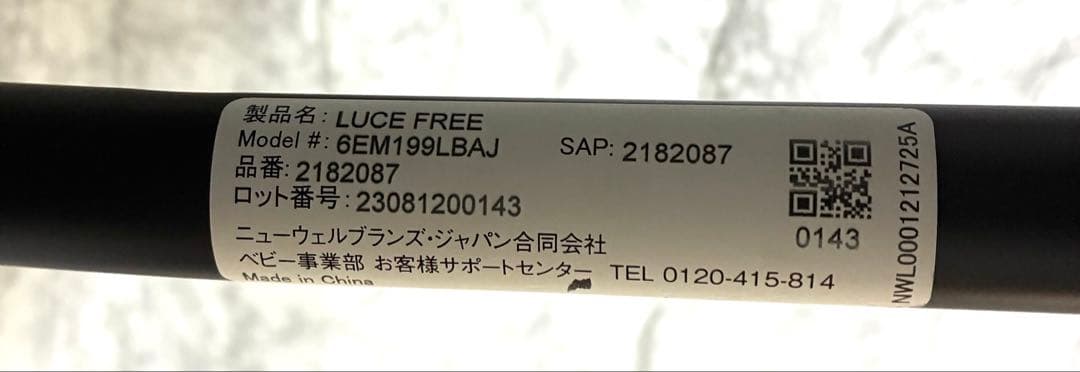 製品名: LUCE FREE
Model #: 6EM199LBAJ SAP: 2182087
品番: 2182087
ロット番号: 23081200143
0143
ニューウェルブランズ・ジャパン合同会社
ベビー事業部 お客様サポートセンター TEL 0120-415-814
Made in China
NWL0001212725A